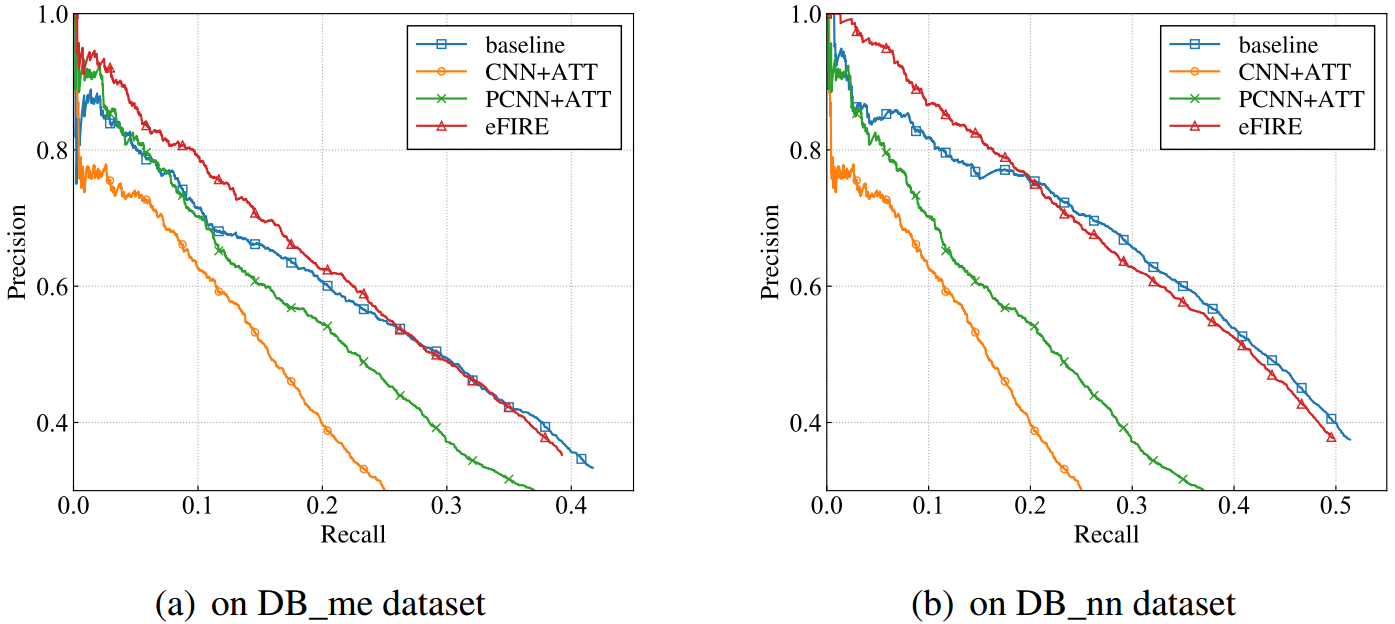 1.0
0.8
0.6
0.4
Precision
0.0 0.1 0.2 0.3 0.4
Recall
baseline
CNN+ATT
PCNN+ATT
eFIRE
(a) on DB_me dataset
1.0
0.8
0.6
0.4
Precision
0.0 0.1 0.2 0.3 0.4 0.5
Recall
baseline
CNN+ATT
PCNN+ATT
eFIRE
(b) on DB_nn dataset